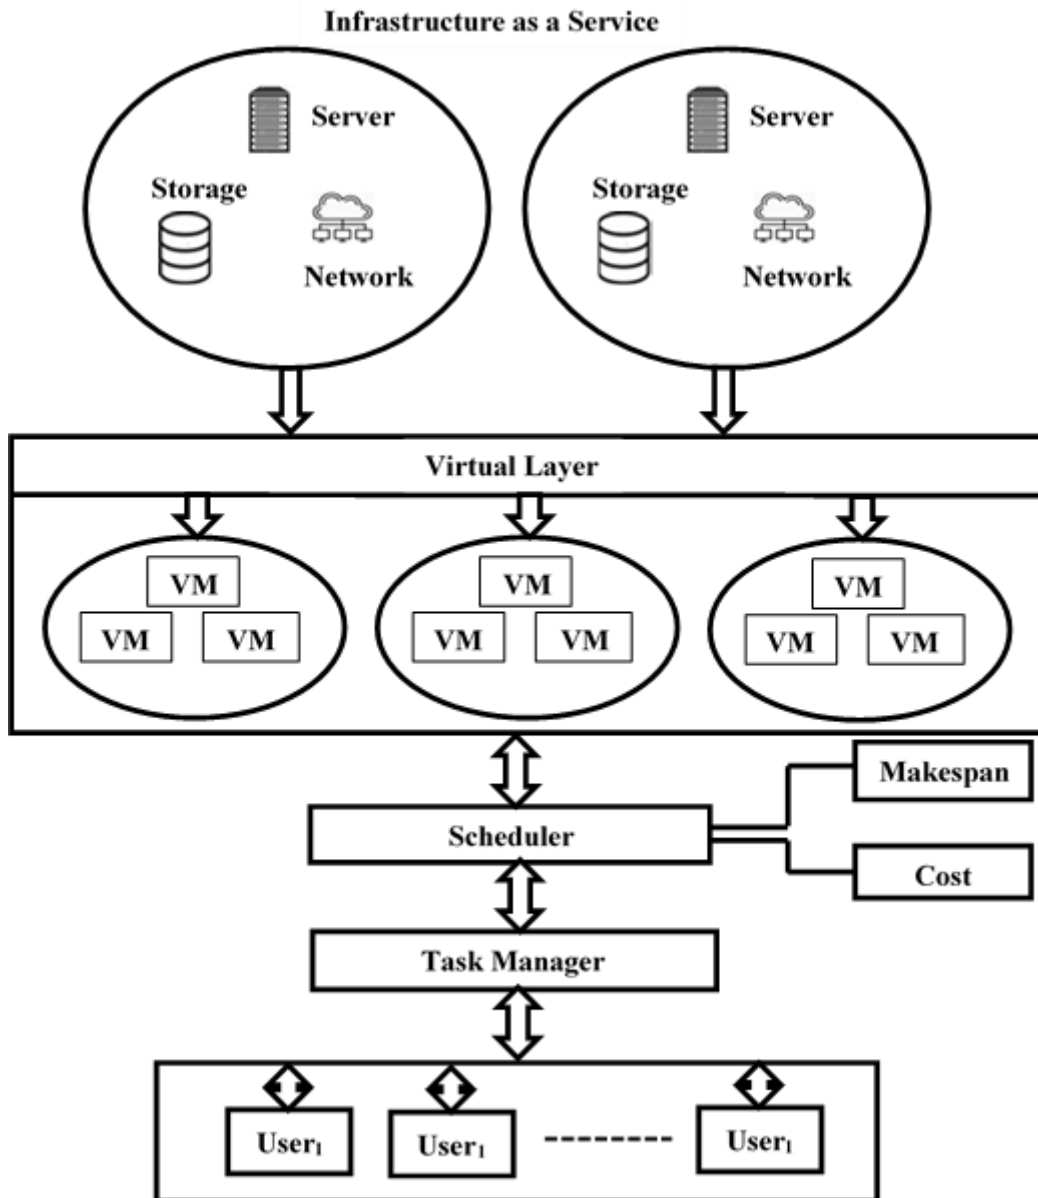 Infrastructure as a Service
Server
Storage
Network
Server
Storage
Network
Virtual Layer
VM
VM VM
VM
VM VM
VM
VM VM
Makespan
Scheduler
Cost
Task Manager
User₁ User₁ User₁